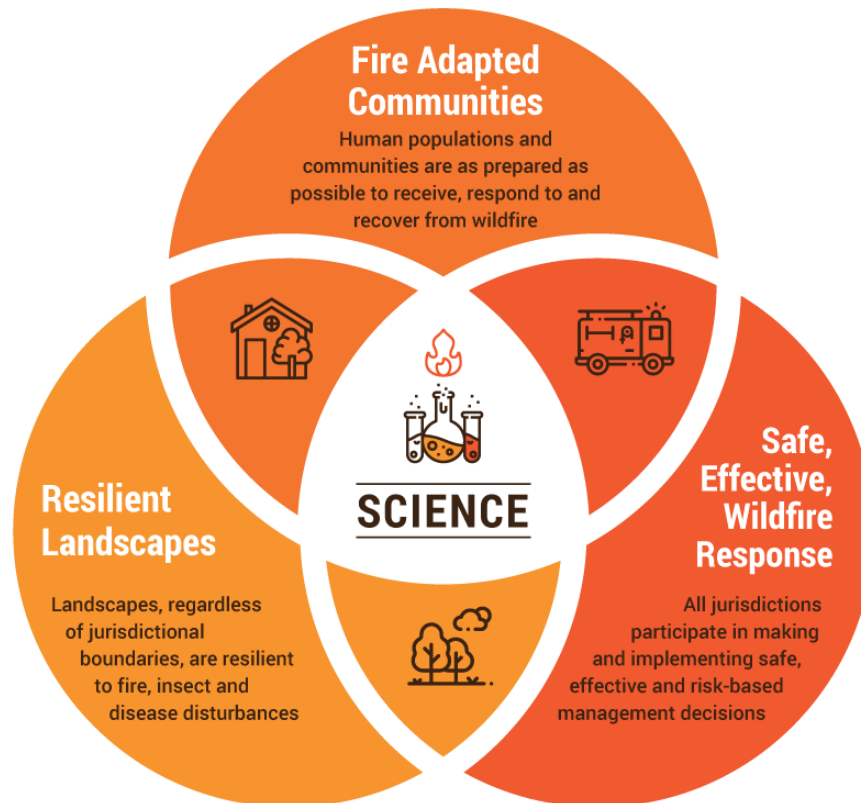 Fire Adapted
Communities
Human populations and
communities are as prepared as
possible to receive, respond to and
recover from wildfire
SCIENCE
Resilient
Landscapes
Landscapes, regardless
of jurisdictional
boundaries, are resilient
to fire, insect and
disease disturbances
Safe,
Effective,
Wildfire
Response
All jurisdictions
participate in making
and implementing safe,
effective and risk-based
management decisions